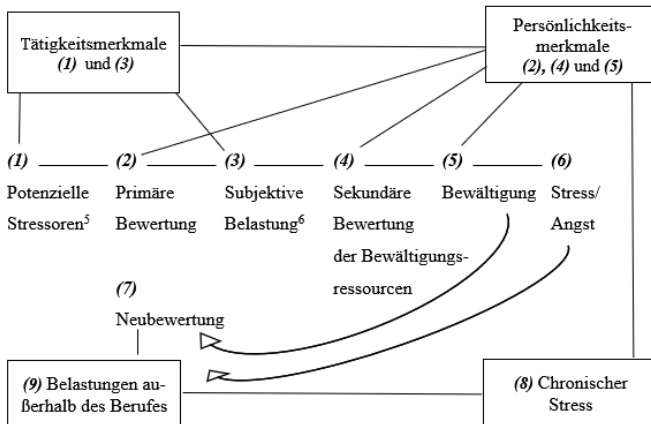 Tätigkeitsmerkmale
(1) und (3)
Persönlichkeits-
merkmale
(2), (4) und (5)
(1)
Potenzielle
Stressoren⁵
(2)
Primäre
Bewertung
(3)
Subjektive
Belastung⁶
(4)
Sekundäre
Bewertung
der Bewältigungs-
ressourcen
(5)
Bewältigung
(6)
Stress/
Angst
(7)
Neubewertung
(9) Belastungen au-
ßerhalb des Berufes
(8) Chronischer
Stress